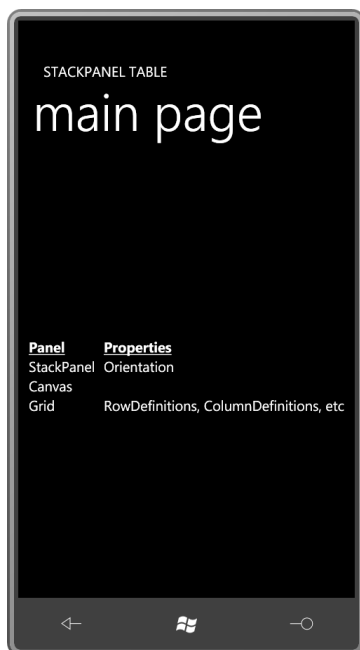 STACKPANEL TABLE
main page
Panel Properties
StackPanel Orientation
Canvas
Grid RowDefinitions, ColumnDefinitions, etc